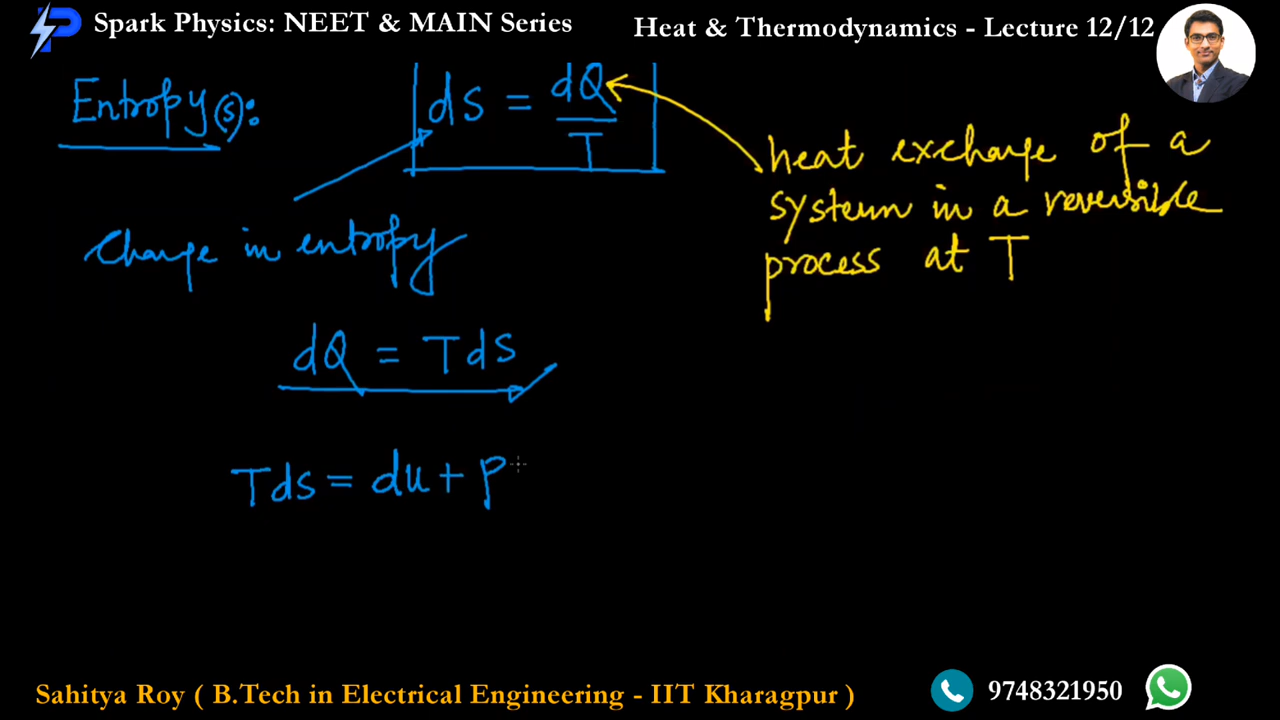 Spark Physics: NEET & MAIN Series
Heat & Thermodynamics - Lecture 12/12
Entropy (S):
dS = dQ/T
heat exchange of a
system in a reversible
process at T
Change in entropy
dQ = TdS
Tds = du + P
Sahitya Roy ( B.Tech in Electrical Engineering - IIT Kharagpur )
9748321950